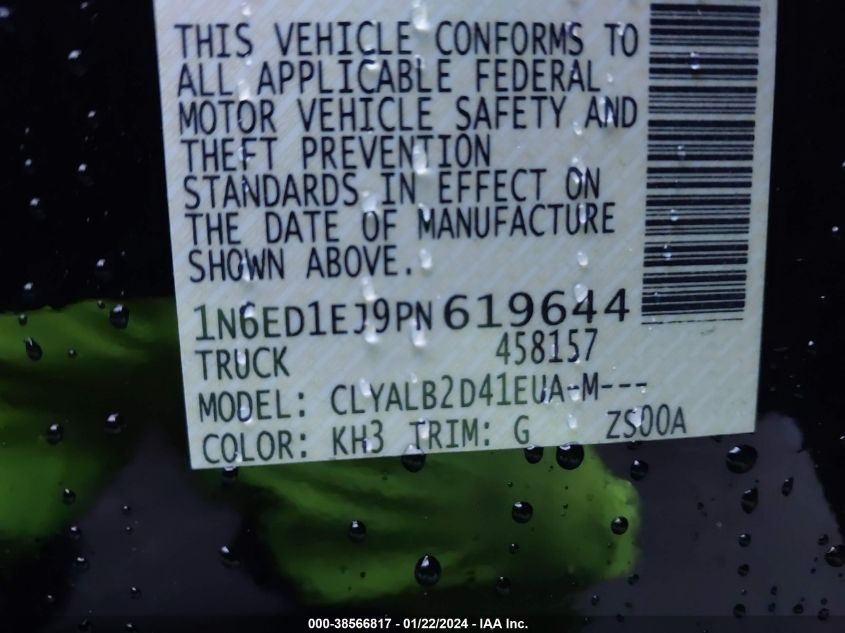 THIS VEHICLE CONFORMS TO
ALL APPLICABLE FEDERAL
MOTOR VEHICLE SAFETY AND
THEFT PREVENTION
STANDARDS IN EFFECT ON
THE DATE OF MANUFACTURE
SHOWN ABOVE.
1N6ED1EJ9PN619644
TRUCK 458157
MODEL: CLYALB2D41EUA-M---
COLOR: KH3 TRIM: G ZS00A
000-38566817 - 01/22/2024 - IAA Inc.